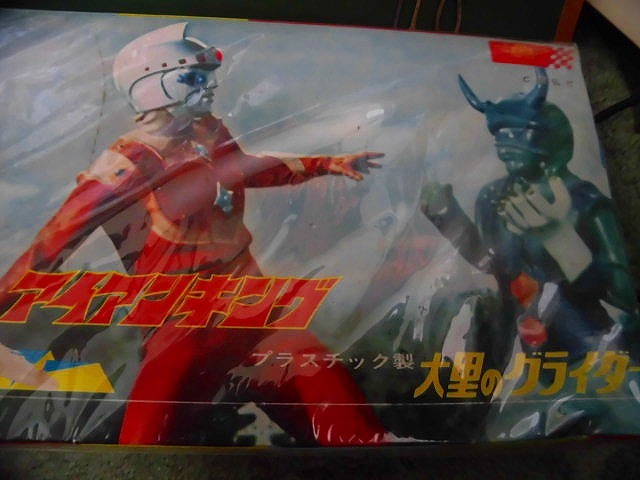 アイアンキング
プラスチック製
大里のグライダー